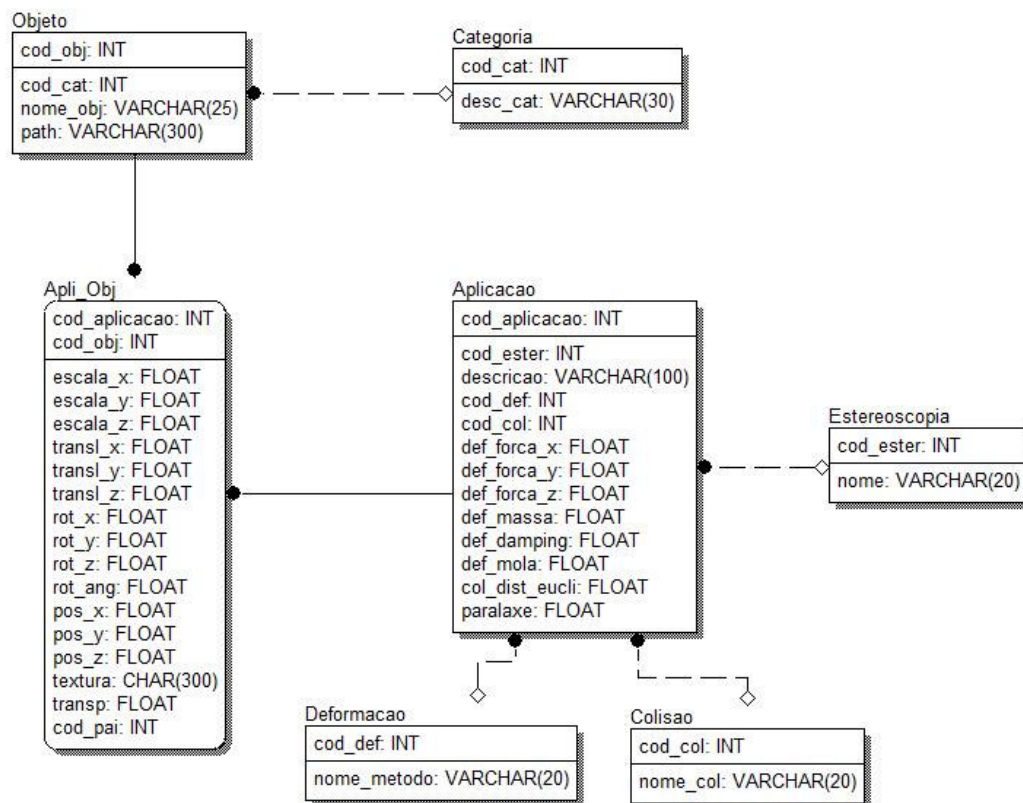 Objeto
cod_obj: INT
cod_cat: INT
nome_obj: VARCHAR(25)
path: VARCHAR(300)
Categoria
cod_cat: INT
desc_cat: VARCHAR(30)
Apli_Obj
cod_aplicacao: INT
cod_obj: INT
escala_x: FLOAT
escala_y: FLOAT
escala_z: FLOAT
transl_x: FLOAT
transl_y: FLOAT
transl_z: FLOAT
rot_x: FLOAT
rot_y: FLOAT
rot_z: FLOAT
rot_ang: FLOAT
pos_x: FLOAT
pos_y: FLOAT
pos_z: FLOAT
textura: CHAR(300)
transp: FLOAT
cod_pai: INT
Aplicacao
cod_aplicacao: INT
cod_ester: INT
descricao: VARCHAR(100)
cod_def: INT
cod_col: INT
def_forca_x: FLOAT
def_forca_y: FLOAT
def_forca_z: FLOAT
def_massa: FLOAT
def_damping: FLOAT
def_mola: FLOAT
col_dist_eucli: FLOAT
paralaxe: FLOAT
Estereoscopia
cod_ester: INT
nome: VARCHAR(20)
Deformacao
cod_def: INT
nome_metodo: VARCHAR(20)
Colisao
cod_col: INT
nome_col: VARCHAR(20)